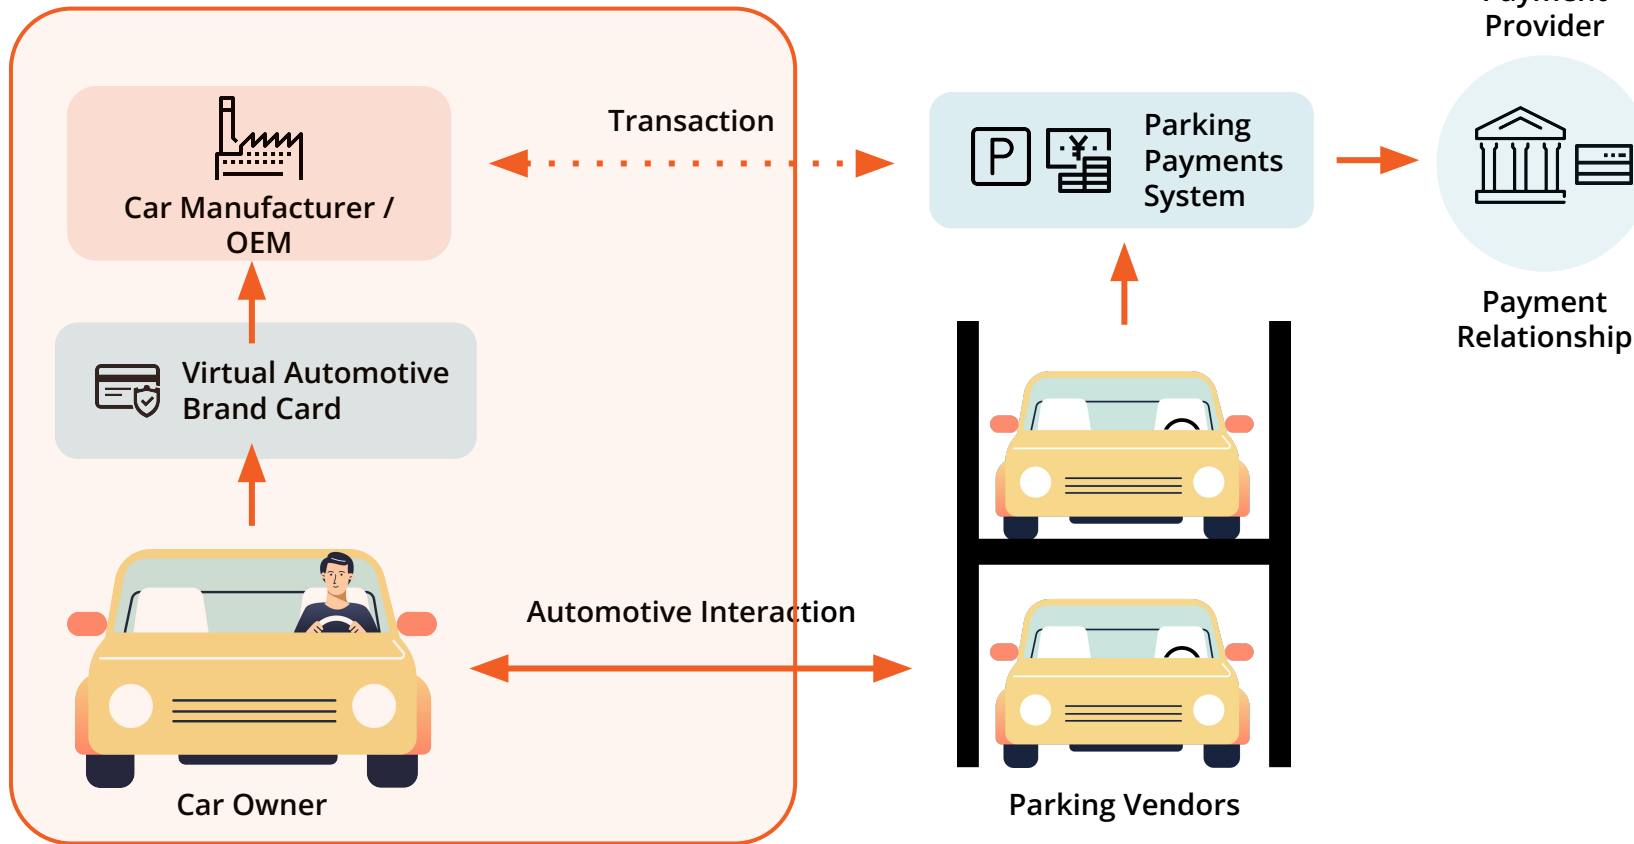 Provider
Transaction
Parking
Payments
System
P
¥
Car Manufacturer /
OEM
Payment
Relationship
Virtual Automotive
Brand Card
Automotive Interaction
Car Owner
Parking Vendors